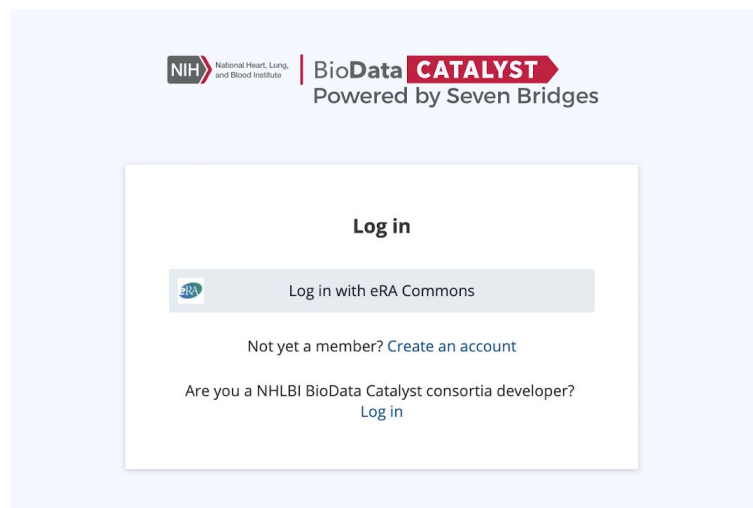 NIH National Heart, Lung, and Blood Institute
BioData CATALYST
Powered by Seven Bridges
Log in
eRA Log in with eRA Commons
Not yet a member? Create an account
Are you a NHLBI BioData Catalyst consortia developer?
Log in